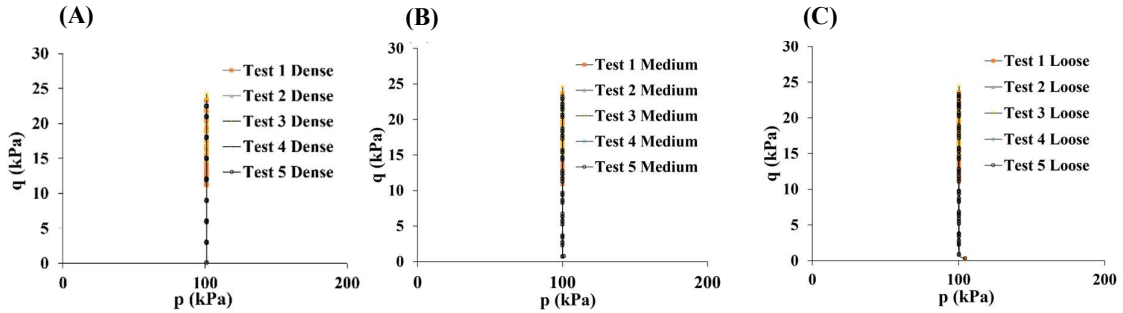 (A)
30
25
20
15
10
5
0
q (kPa)
0
100
200
p (kPa)
Test 1 Dense
Test 2 Dense
Test 3 Dense
Test 4 Dense
Test 5 Dense
(B)
30
25
20
15
10
5
0
q (kPa)
0
100
200
p (kPa)
Test 1 Medium
Test 2 Medium
Test 3 Medium
Test 4 Medium
Test 5 Medium
(C)
30
25
20
15
10
5
0
q (kPa)
0
100
200
p (kPa)
Test 1 Loose
Test 2 Loose
Test 3 Loose
Test 4 Loose
Test 5 Loose